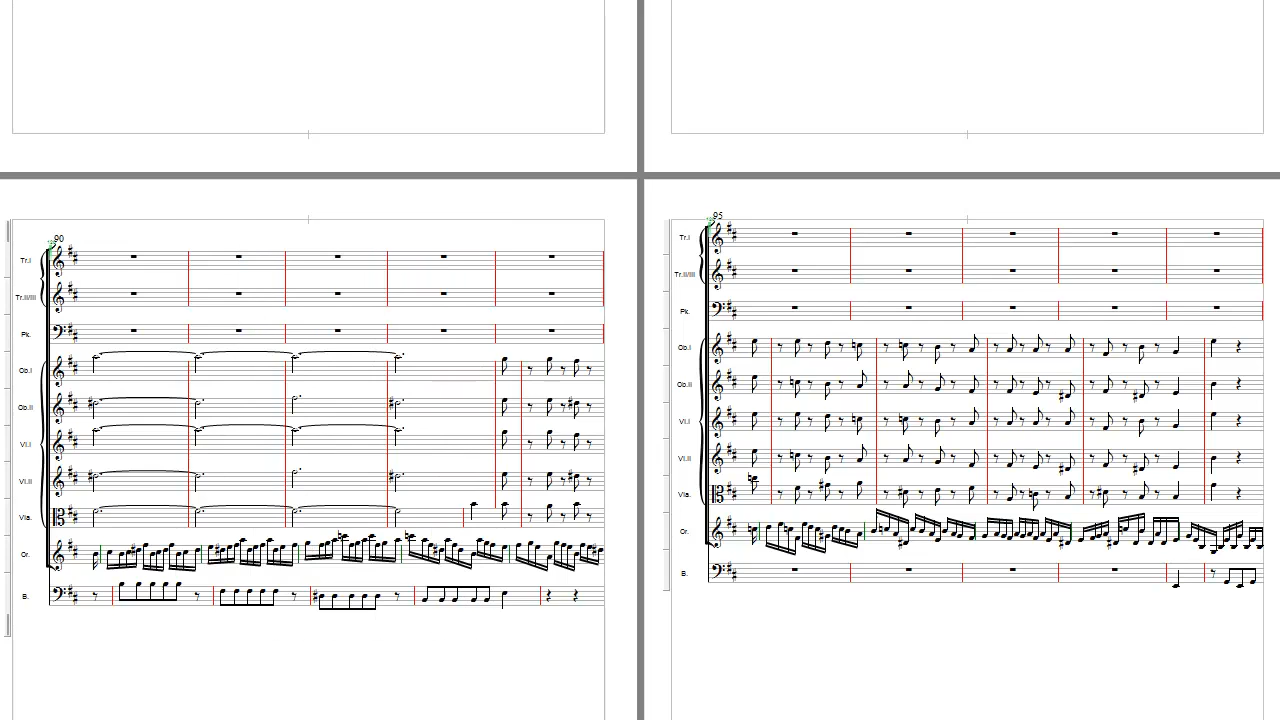 90
Tr.I
Tr.II/III
Pk.
Ob.I
Ob.II
Vl.I
Vl.II
Vla.
Or.
B.
95
Tr.I
Tr.II/III
Pk.
Ob.I
Ob.II
Vl.I
Vl.II
Vla.
Or.
B.